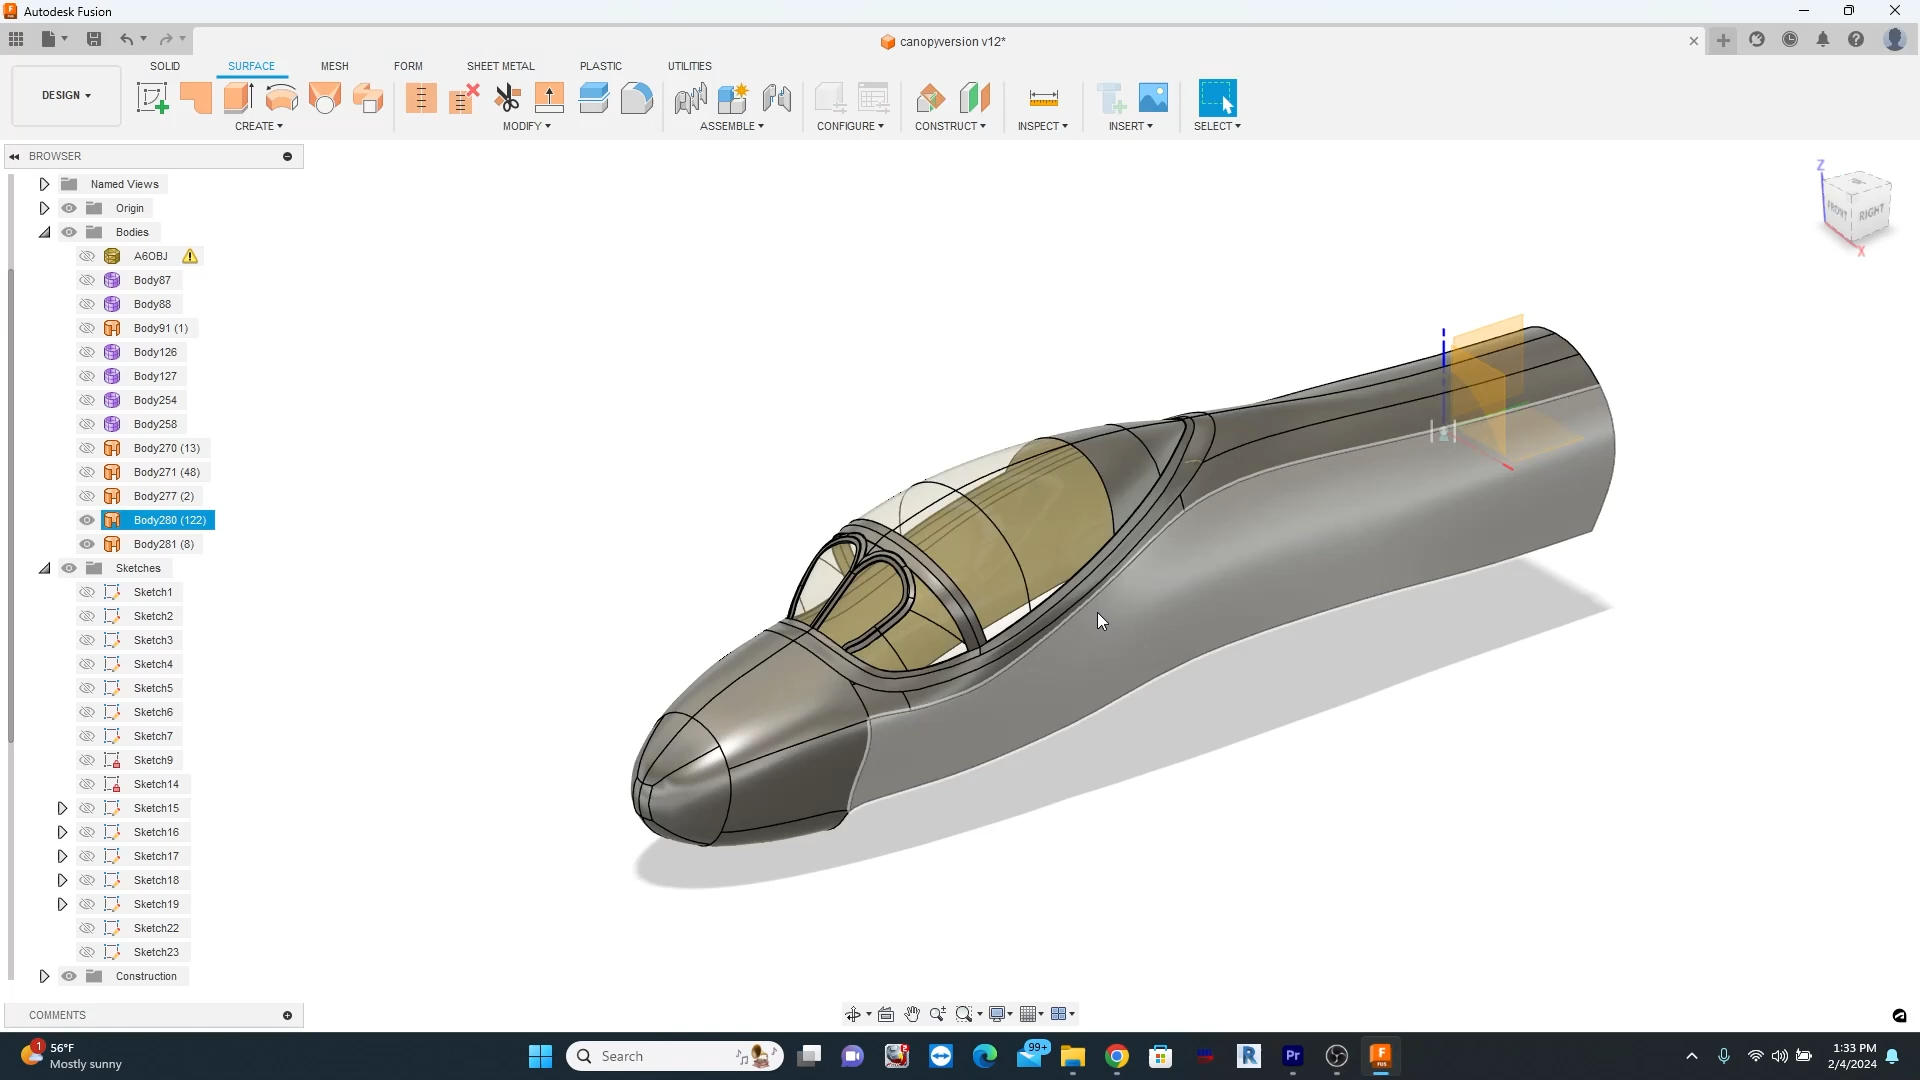 Autodesk Fusion
canopyversion v12*
SOLID SURFACE MESH FORM SHEET METAL PLASTIC UTILITIES
DESIGN
CREATE MODIFY ASSEMBLE CONFIGURE CONSTRUCT INSPECT INSERT SELECT
BROWSER
Named Views
Origin
Bodies
A6OBJ
Body87
Body88
Body91 (1)
Body126
Body127
Body254
Body258
Body270 (13)
Body271 (48)
Body277 (2)
Body280 (122)
Body281 (8)
Sketches
Sketch1
Sketch2
Sketch3
Sketch4
Sketch5
Sketch6
Sketch7
Sketch9
Sketch14
Sketch15
Sketch16
Sketch17
Sketch18
Sketch19
Sketch22
Sketch23
Construction
COMMENTS
Z
FRONT
RIGHT
X
1
56°F
Mostly sunny
Search
99+
R
Pr
F
FUS
1:33 PM
2/4/2024